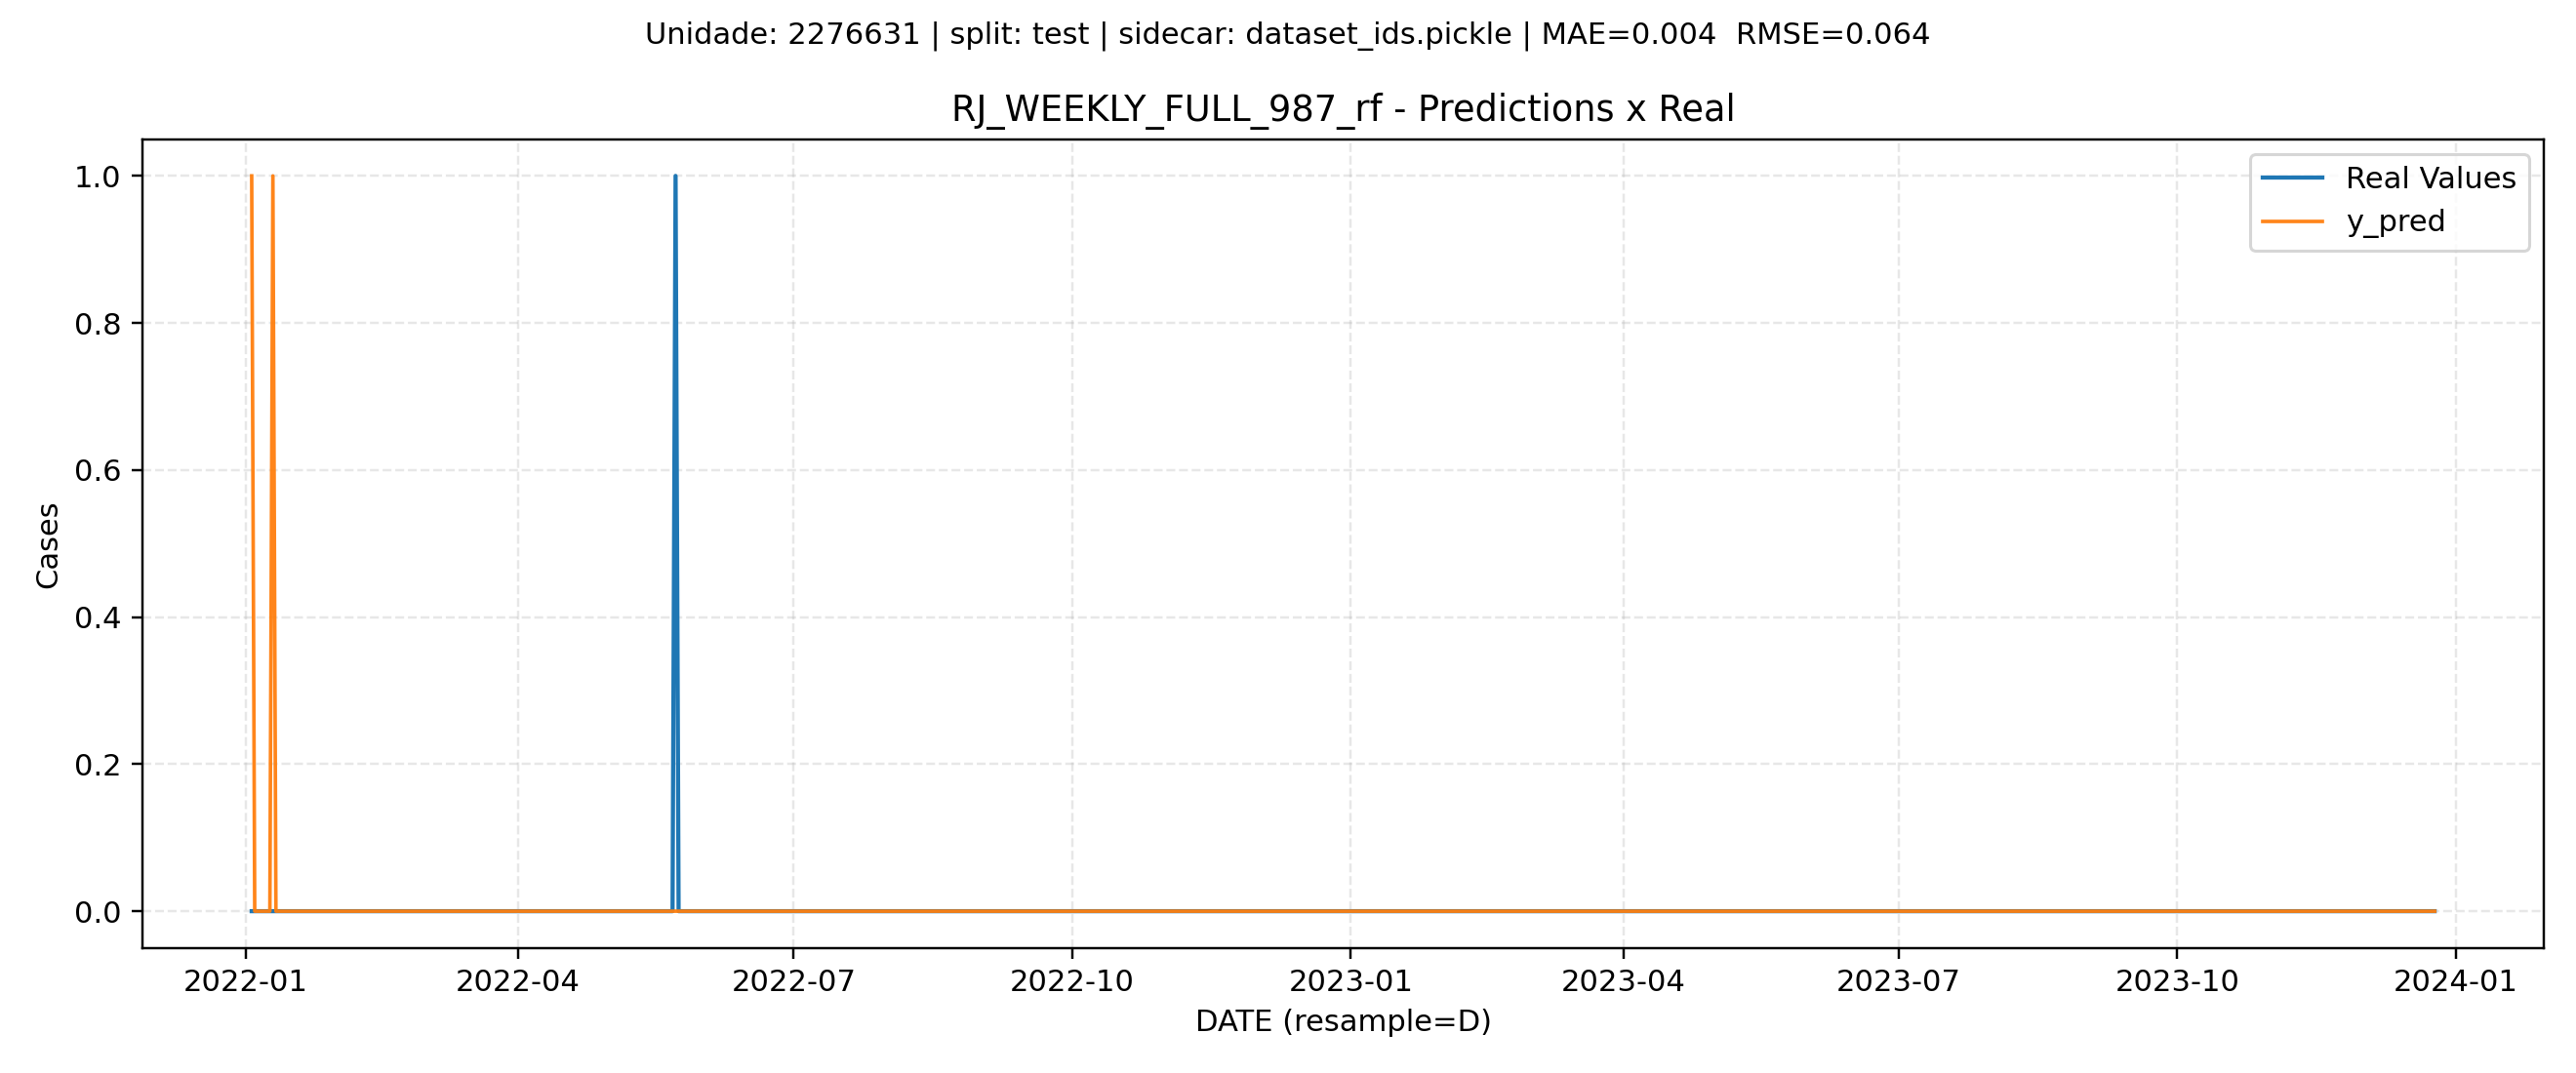 Unidade: 2276631 | split: test | sidecar: dataset_ids.pickle | MAE=0.004  RMSE=0.064
RJ_WEEKLY_FULL_987_rf - Predictions x Real
Real Values
y_pred
Cases
1.0
0.8
0.6
0.4
0.2
0.0
2022-01
2022-04
2022-07
2022-10
2023-01
2023-04
2023-07
2023-10
2024-01
DATE (resample=D)